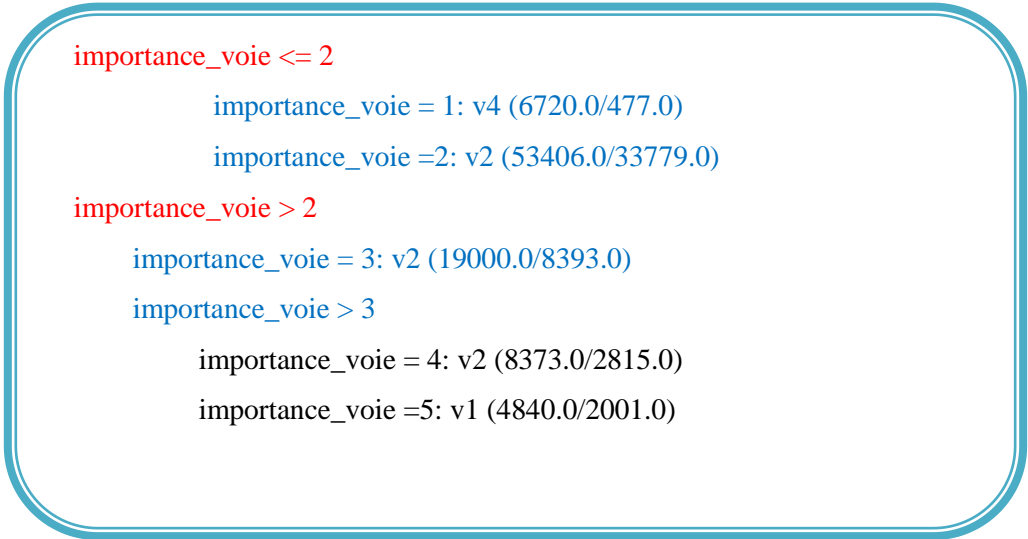 importance_voie <= 2
importance_voie = 1: v4 (6720.0/477.0)
importance_voie =2: v2 (53406.0/33779.0)
importance_voie > 2
importance_voie = 3: v2 (19000.0/8393.0)
importance_voie > 3
importance_voie = 4: v2 (8373.0/2815.0)
importance_voie =5: v1 (4840.0/2001.0)